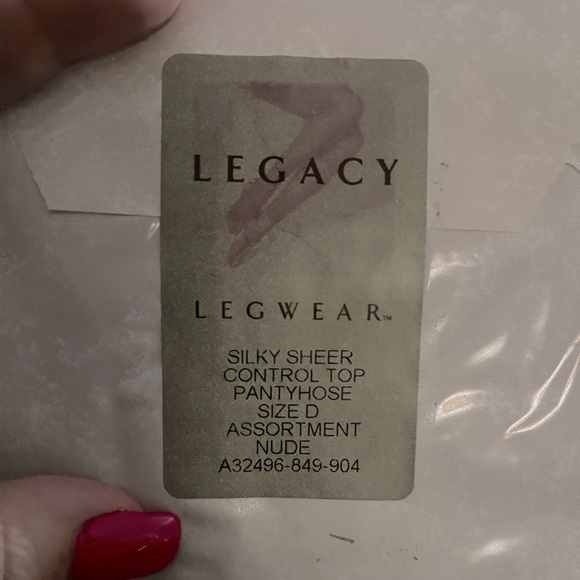 LEGACY
LEGWEAR™
SILKY SHEER
CONTROL TOP
PANTYHOSE
SIZE D
ASSORTMENT
NUDE
A32496-849-904